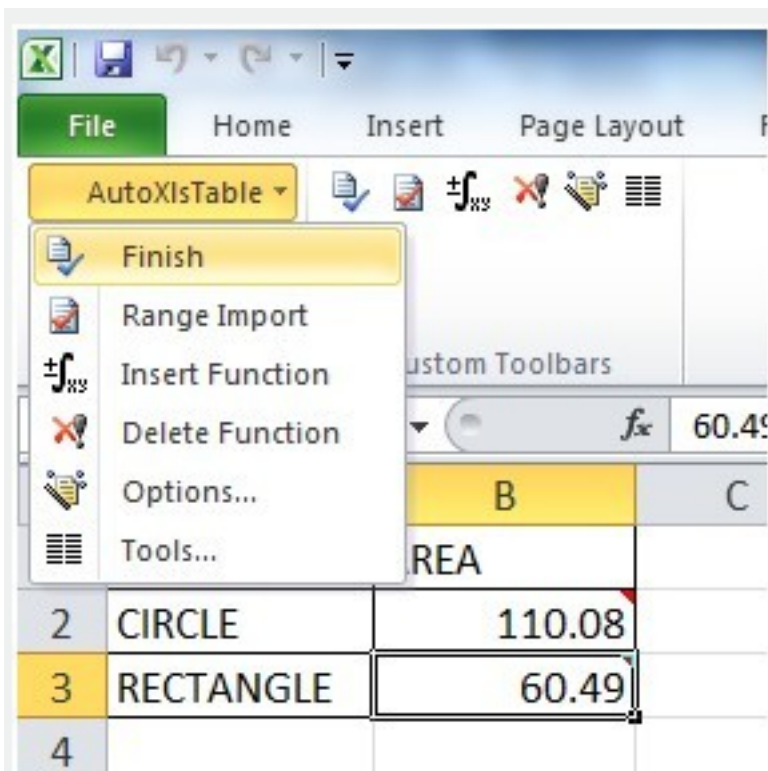 File Home Insert Page Layout
AutoXlsTable
Finish
Range Import
Insert Function
ustom Toolbars
Delete Function
fx 60.49
Options...
B C
Tools...
REA
2 CIRCLE 110.08
3 RECTANGLE 60.49
4